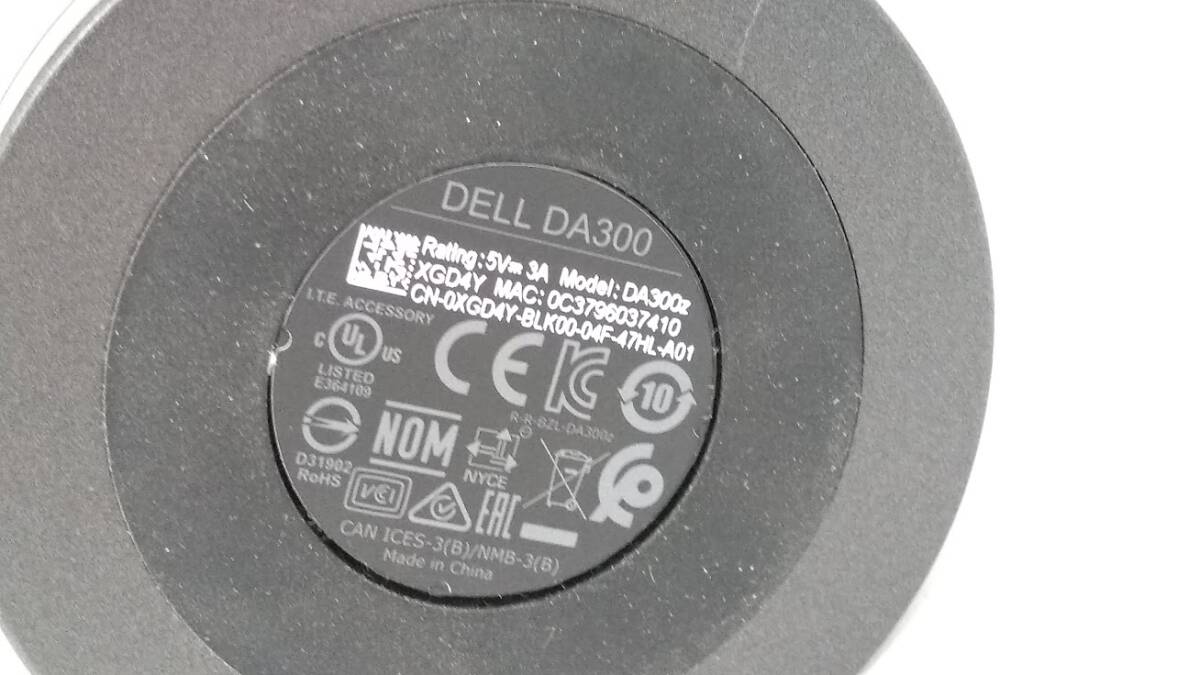 DELL DA300
Rating: 5V⎓ 3A Model: DA300z
XGD4Y MAC: 0C3796037410
CN-0XGD4Y-BLK00-04F-47HL-A01
I.T.E. ACCESSORY
c UL US
LISTED
E364109
CE
KC
10
R-R-BZL-DA300z
D31902
RoHS
NOM
NYCE
VCI
EAC
CAN ICES-3(B)/NMB-3(B)
Made in China